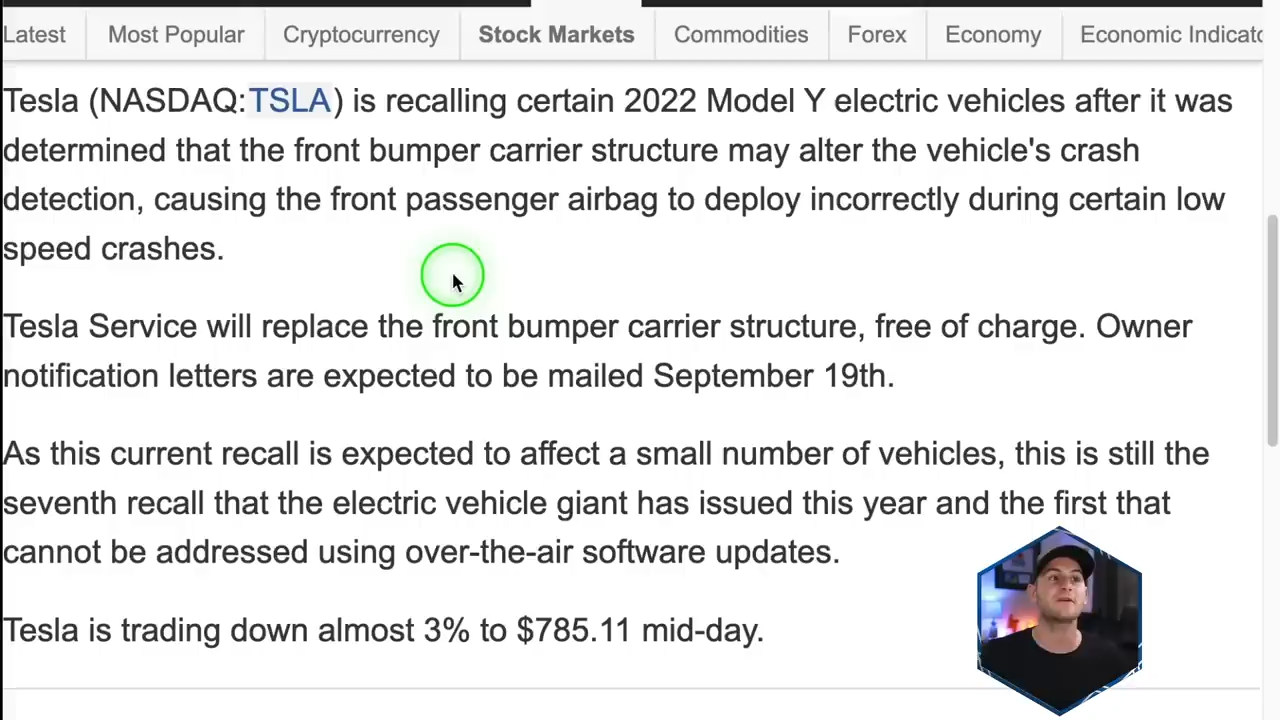 Latest Most Popular Cryptocurrency Stock Markets Commodities Forex Economy Economic Indicato
Tesla (NASDAQ:TSLA) is recalling certain 2022 Model Y electric vehicles after it was
determined that the front bumper carrier structure may alter the vehicle's crash
detection, causing the front passenger airbag to deploy incorrectly during certain low
speed crashes.
Tesla Service will replace the front bumper carrier structure, free of charge. Owner
notification letters are expected to be mailed September 19th.
As this current recall is expected to affect a small number of vehicles, this is still the
seventh recall that the electric vehicle giant has issued this year and the first that
cannot be addressed using over-the-air software updates.
Tesla is trading down almost 3% to $785.11 mid-day.